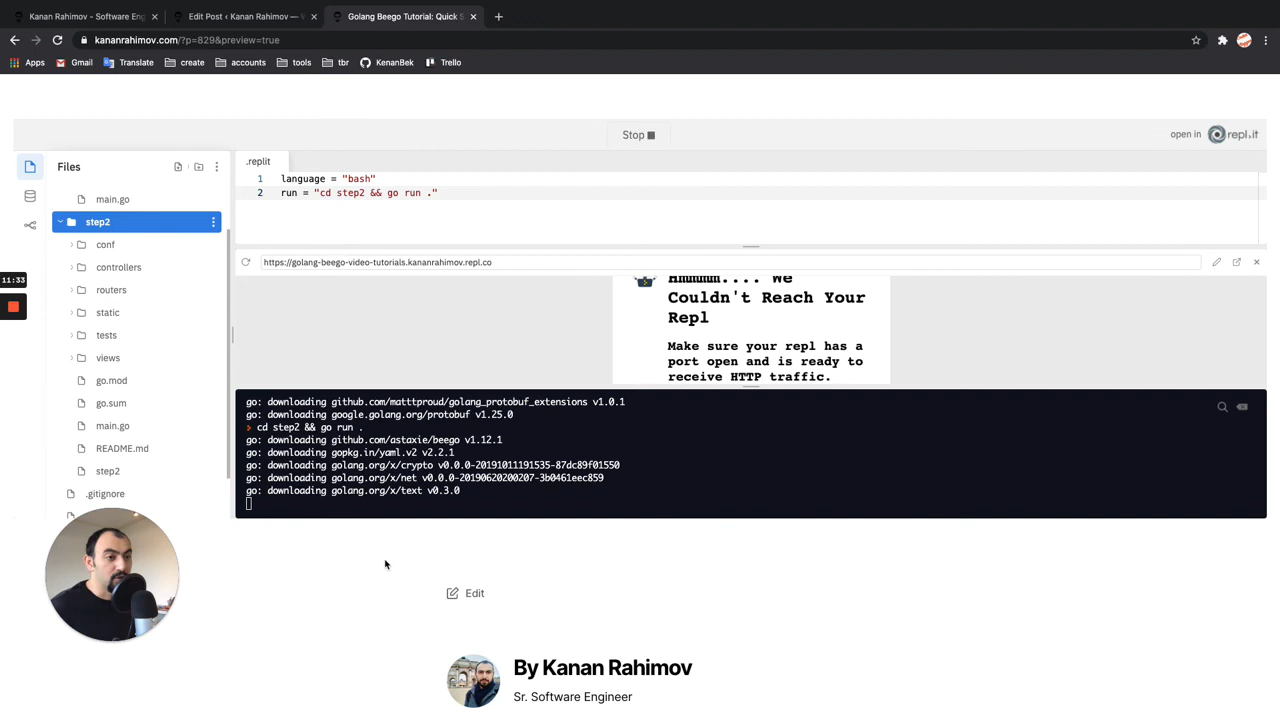 Kanan Rahimov - Software Eng
Edit Post ‹ Kanan Rahimov —
Golang Beego Tutorial: Quick S
kananrahimov.com/?p=829&preview=true
Apps
Gmail
Translate
create
accounts
tools
tbr
KenanBek
Trello
Stop
open in repl.it
Files
.replit
main.go
step2
conf
controllers
routers
static
tests
views
go.mod
go.sum
main.go
README.md
step2
.gitignore
1 language = "bash"
2 run = "cd step2 && go run ."
https://golang-beego-video-tutorials.kananrahimov.repl.co
Hmmmm.... We
Couldn't Reach Your
Repl
Make sure your repl has a
port open and is ready to
receive HTTP traffic.
go: downloading github.com/matttproud/golang_protobuf_extensions v1.0.1
go: downloading google.golang.org/protobuf v1.25.0
> cd step2 && go run .
go: downloading github.com/astaxie/beego v1.12.1
go: downloading gopkg.in/yaml.v2 v2.2.1
go: downloading golang.org/x/crypto v0.0.0-20191011191535-87dc89f01550
go: downloading golang.org/x/net v0.0.0-20190620200207-3b0461eec859
go: downloading golang.org/x/text v0.3.0
11:33
Edit
By Kanan Rahimov
Sr. Software Engineer